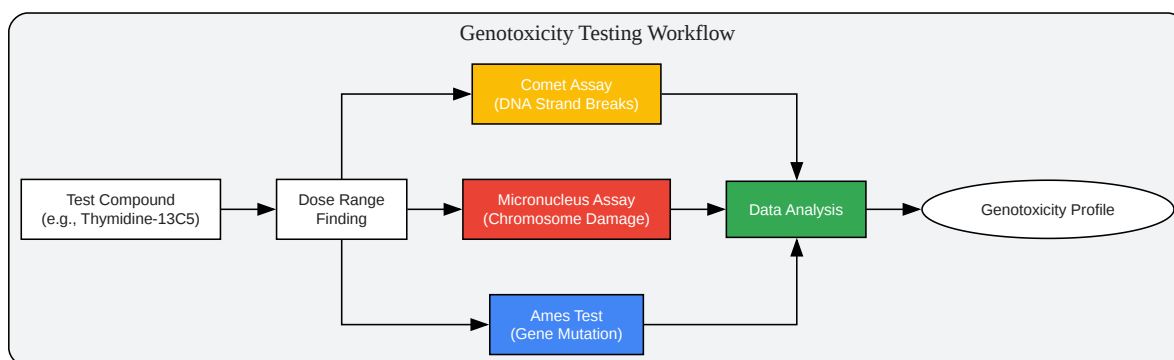 Genotoxicity Testing Workflow
Comet Assay
(DNA Strand Breaks)
Test Compound
(e.g., Thymidine-13C5)
Dose Range
Finding
Micronucleus Assay
(Chromosome Damage)
Data Analysis
Genotoxicity Profile
Ames Test
(Gene Mutation)